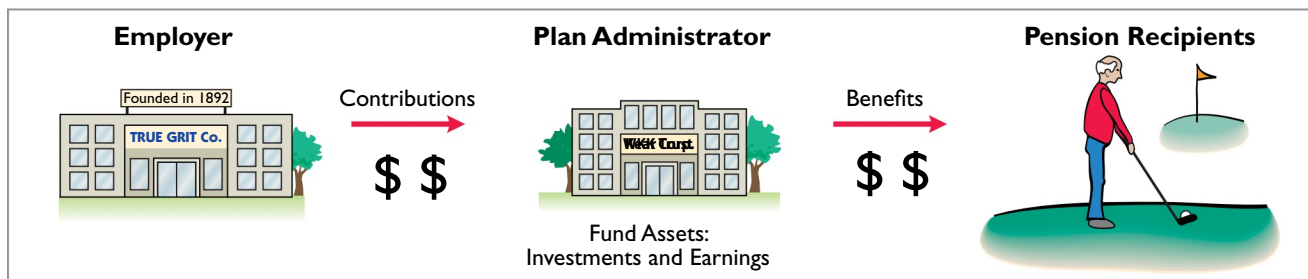 Employer
Plan Administrator
Pension Recipients
Founded in 1892
TRUE GRIT Co.
Contributions
$ $
Benefits
$ $
Fund Assets:
Investments and Earnings